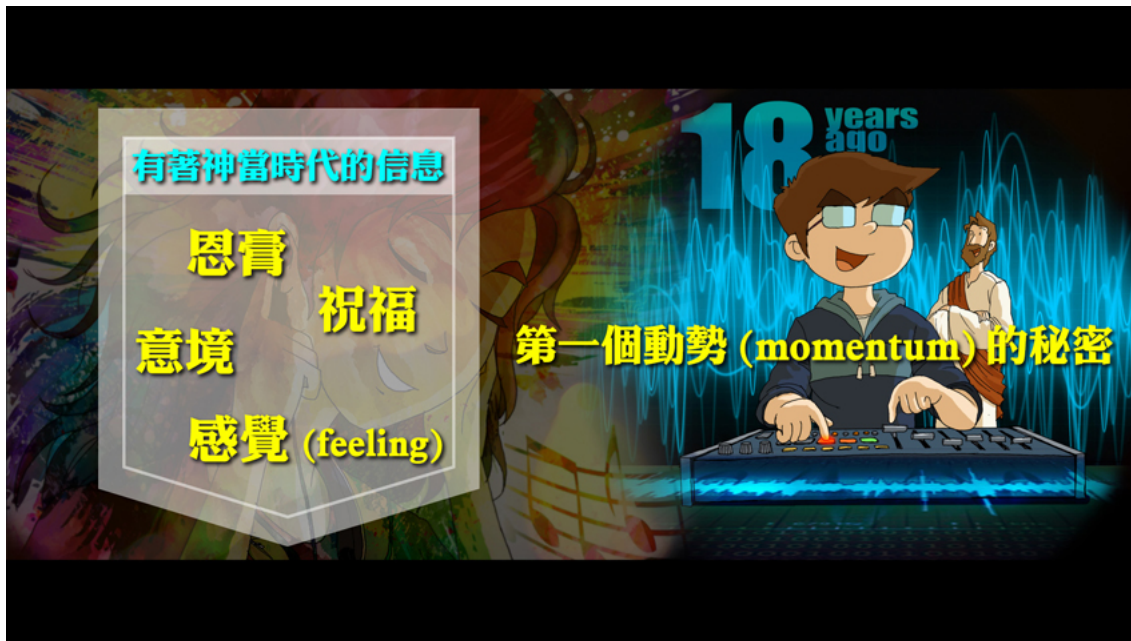 有著神當時代的信息
恩膏
祝福
意境
感覺 (feeling)
18 years
ago
第一個動勢 (momentum) 的秘密